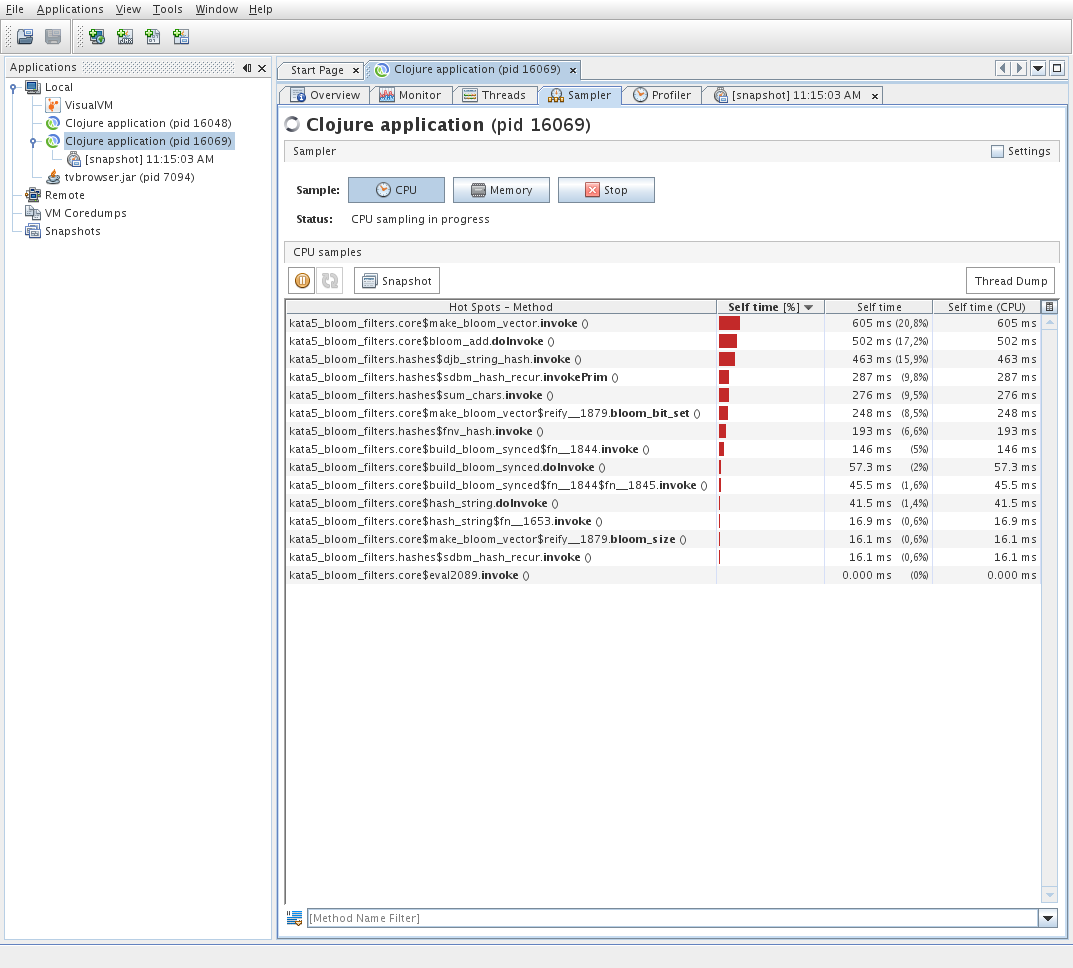 File Applications View Tools Window Help
Applications
Local
VisualVM
Clojure application (pid 16048)
Clojure application (pid 16069)
[snapshot] 11:15:03 AM
tvbrowser.jar (pid 7094)
Remote
VM Coredumps
Snapshots
Start Page Clojure application (pid 16069)
Overview Monitor Threads Sampler Profiler [snapshot] 11:15:03 AM
Clojure application (pid 16069)
Sampler Settings
Sample: CPU Memory Stop
Status: CPU sampling in progress
CPU samples
Snapshot Thread Dump
Hot Spots - Method Self time [%] Self time Self time (CPU)
kata5_bloom_filters.core$make_bloom_vector.invoke () 605 ms (20,8%) 605 ms
kata5_bloom_filters.core$bloom_add.doInvoke () 502 ms (17,2%) 502 ms
kata5_bloom_filters.hashes$djb_string_hash.invoke () 463 ms (15,9%) 463 ms
kata5_bloom_filters.hashes$sdbm_hash_recur.invokePrim () 287 ms (9,8%) 287 ms
kata5_bloom_filters.hashes$sum_chars.invoke () 276 ms (9,5%) 276 ms
kata5_bloom_filters.core$make_bloom_vector$reify__1879.bloom_bit_set () 248 ms (8,5%) 248 ms
kata5_bloom_filters.hashes$fnv_hash.invoke () 193 ms (6,6%) 193 ms
kata5_bloom_filters.core$build_bloom_synced$fn__1844.invoke () 146 ms (5%) 146 ms
kata5_bloom_filters.core$build_bloom_synced.doInvoke () 57.3 ms (2%) 57.3 ms
kata5_bloom_filters.core$build_bloom_synced$fn__1844$fn__1845.invoke () 45.5 ms (1,6%) 45.5 ms
kata5_bloom_filters.core$hash_string.doInvoke () 41.5 ms (1,4%) 41.5 ms
kata5_bloom_filters.core$hash_string$fn__1653.invoke () 16.9 ms (0,6%) 16.9 ms
kata5_bloom_filters.core$make_bloom_vector$reify__1879.bloom_size () 16.1 ms (0,6%) 16.1 ms
kata5_bloom_filters.hashes$sdbm_hash_recur.invoke () 16.1 ms (0,6%) 16.1 ms
kata5_bloom_filters.core$eval2089.invoke () 0.000 ms (0%) 0.000 ms
[Method Name Filter]